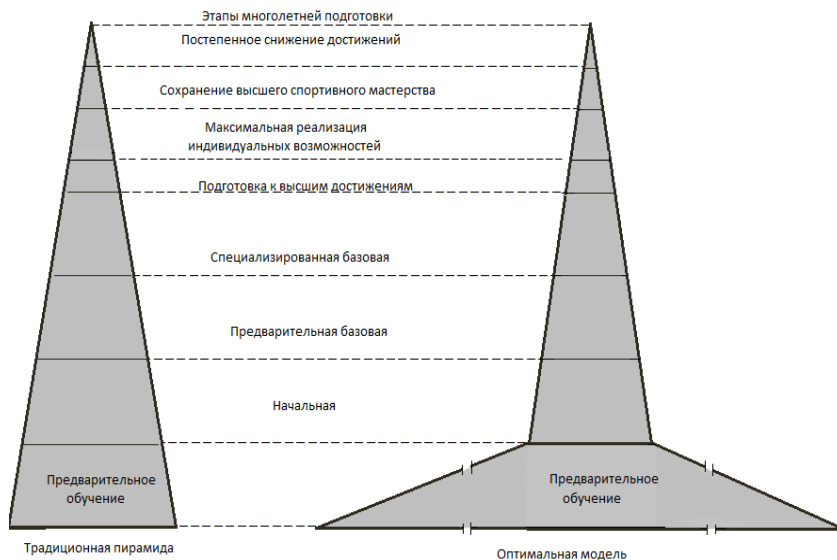 Этапы многолетней подготовки
Постепенное снижение достижений
Сохранение высшего спортивного мастерства
Максимальная реализация
индивидуальных возможностей
Подготовка к высшим достижениям
Специализированная базовая
Предварительная базовая
Начальная
Предварительное
обучение
Предварительное
обучение
Традиционная пирамида
Оптимальная модель